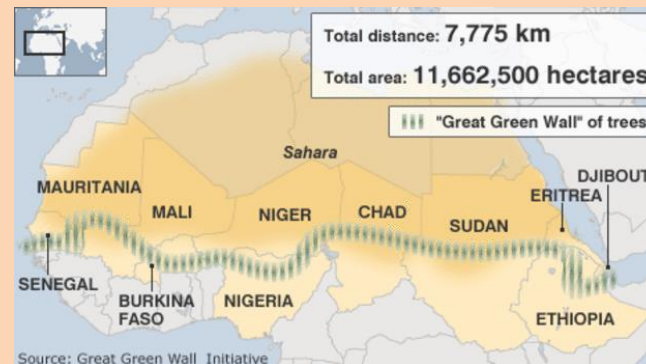 Total distance: 7,775 km
Total area: 11,662,500 hectares
"Great Green Wall" of trees
Sahara
DJIBOUT
ERITREA
MAURITANIA
MALI
NIGER
CHAD
SUDAN
SENEGAL
BURKINA
FASO
NIGERIA
ETHIOPIA
Source: Great Green Wall Initiative